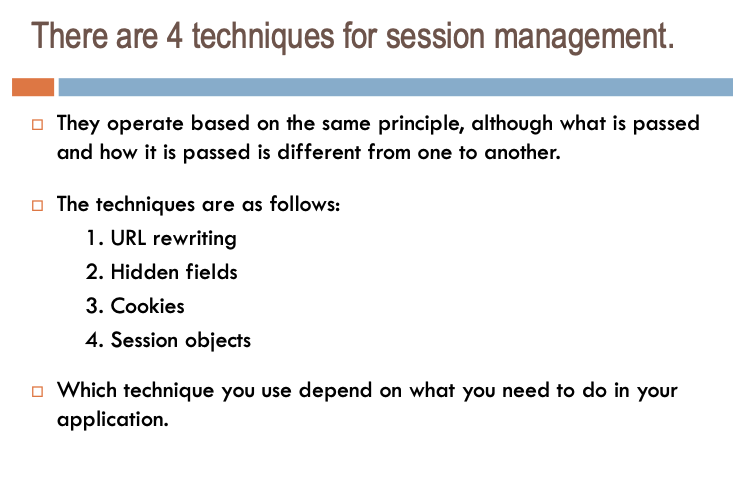 There are 4 techniques for session management.
They operate based on the same principle, although what is passed
and how it is passed is different from one to another.
The techniques are as follows:
1. URL rewriting
2. Hidden fields
3. Cookies
4. Session objects
Which technique you use depend on what you need to do in your
application.